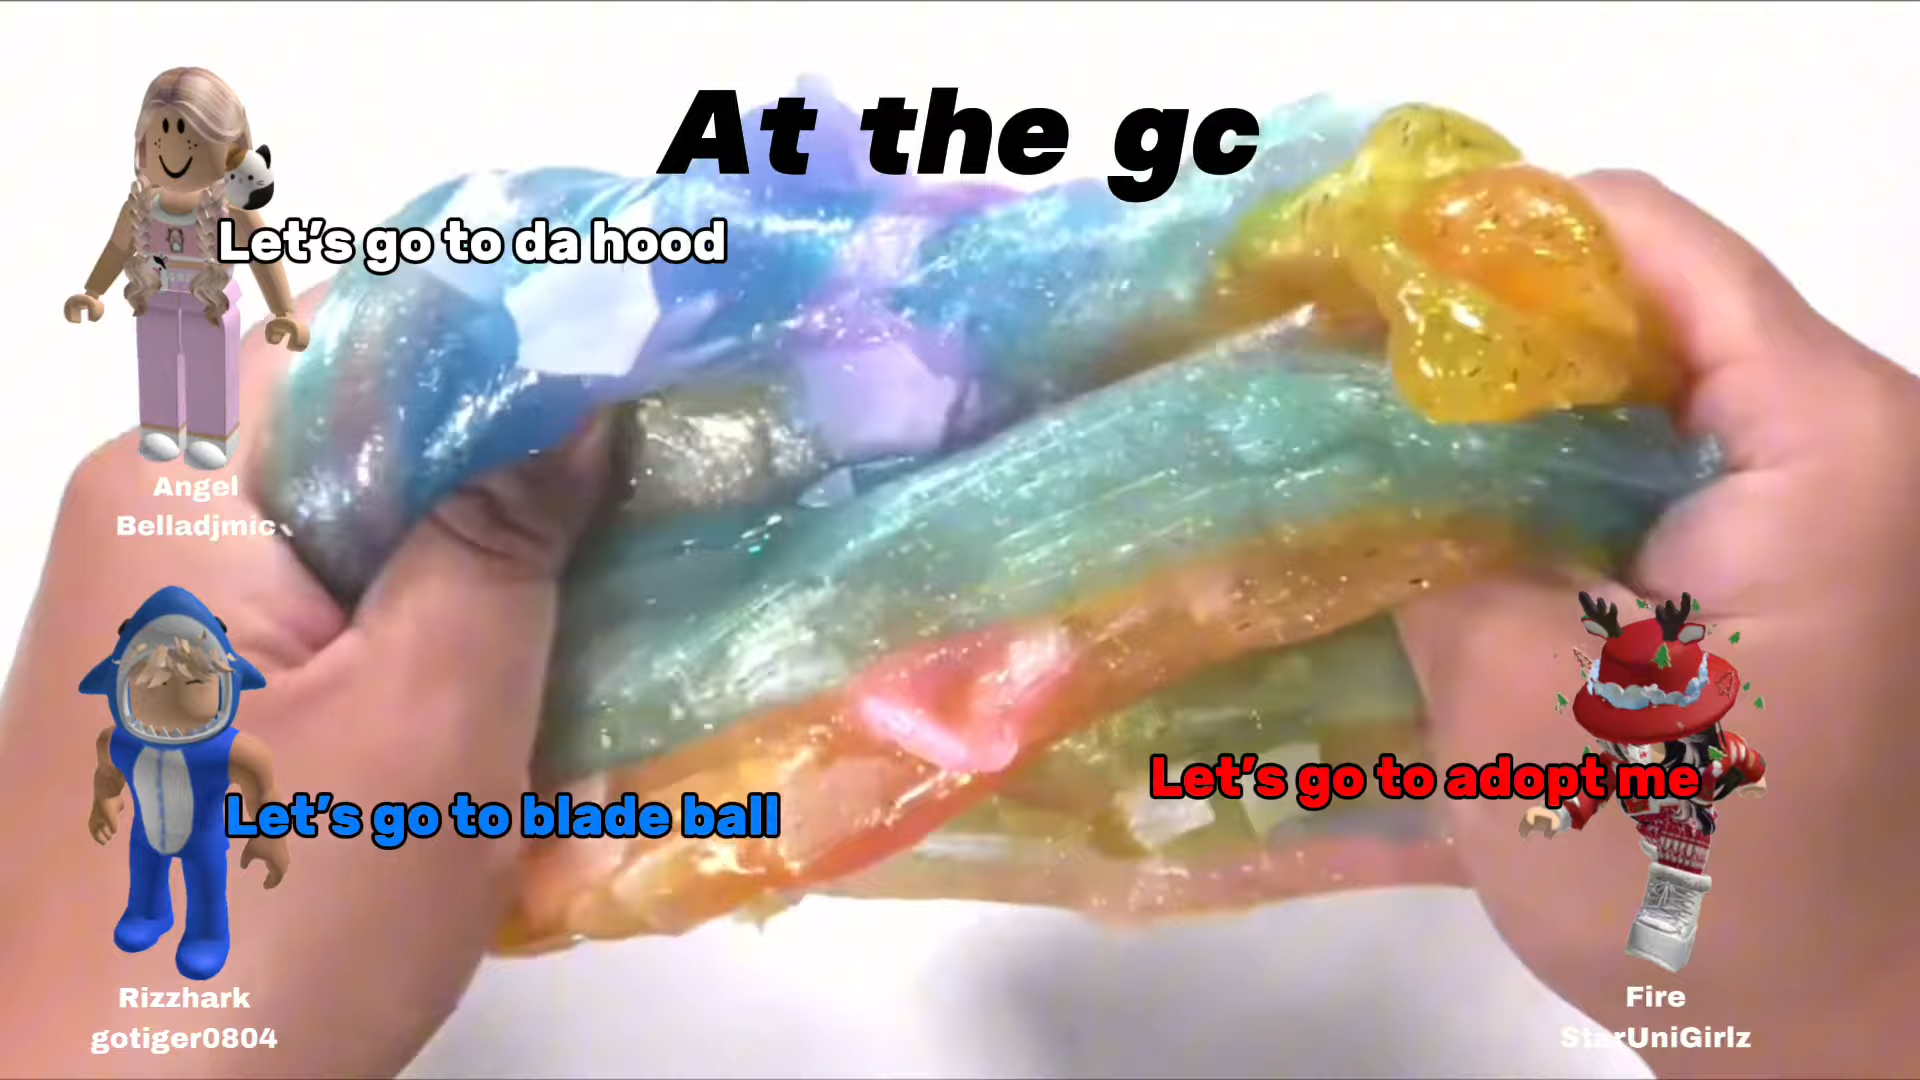 At the gc
Let's go to da hood
Angel
Belladjmic
Let's go to blade ball
Let's go to adopt me
Rizzhark
gotiger0804
Fire
StarUniGirlz